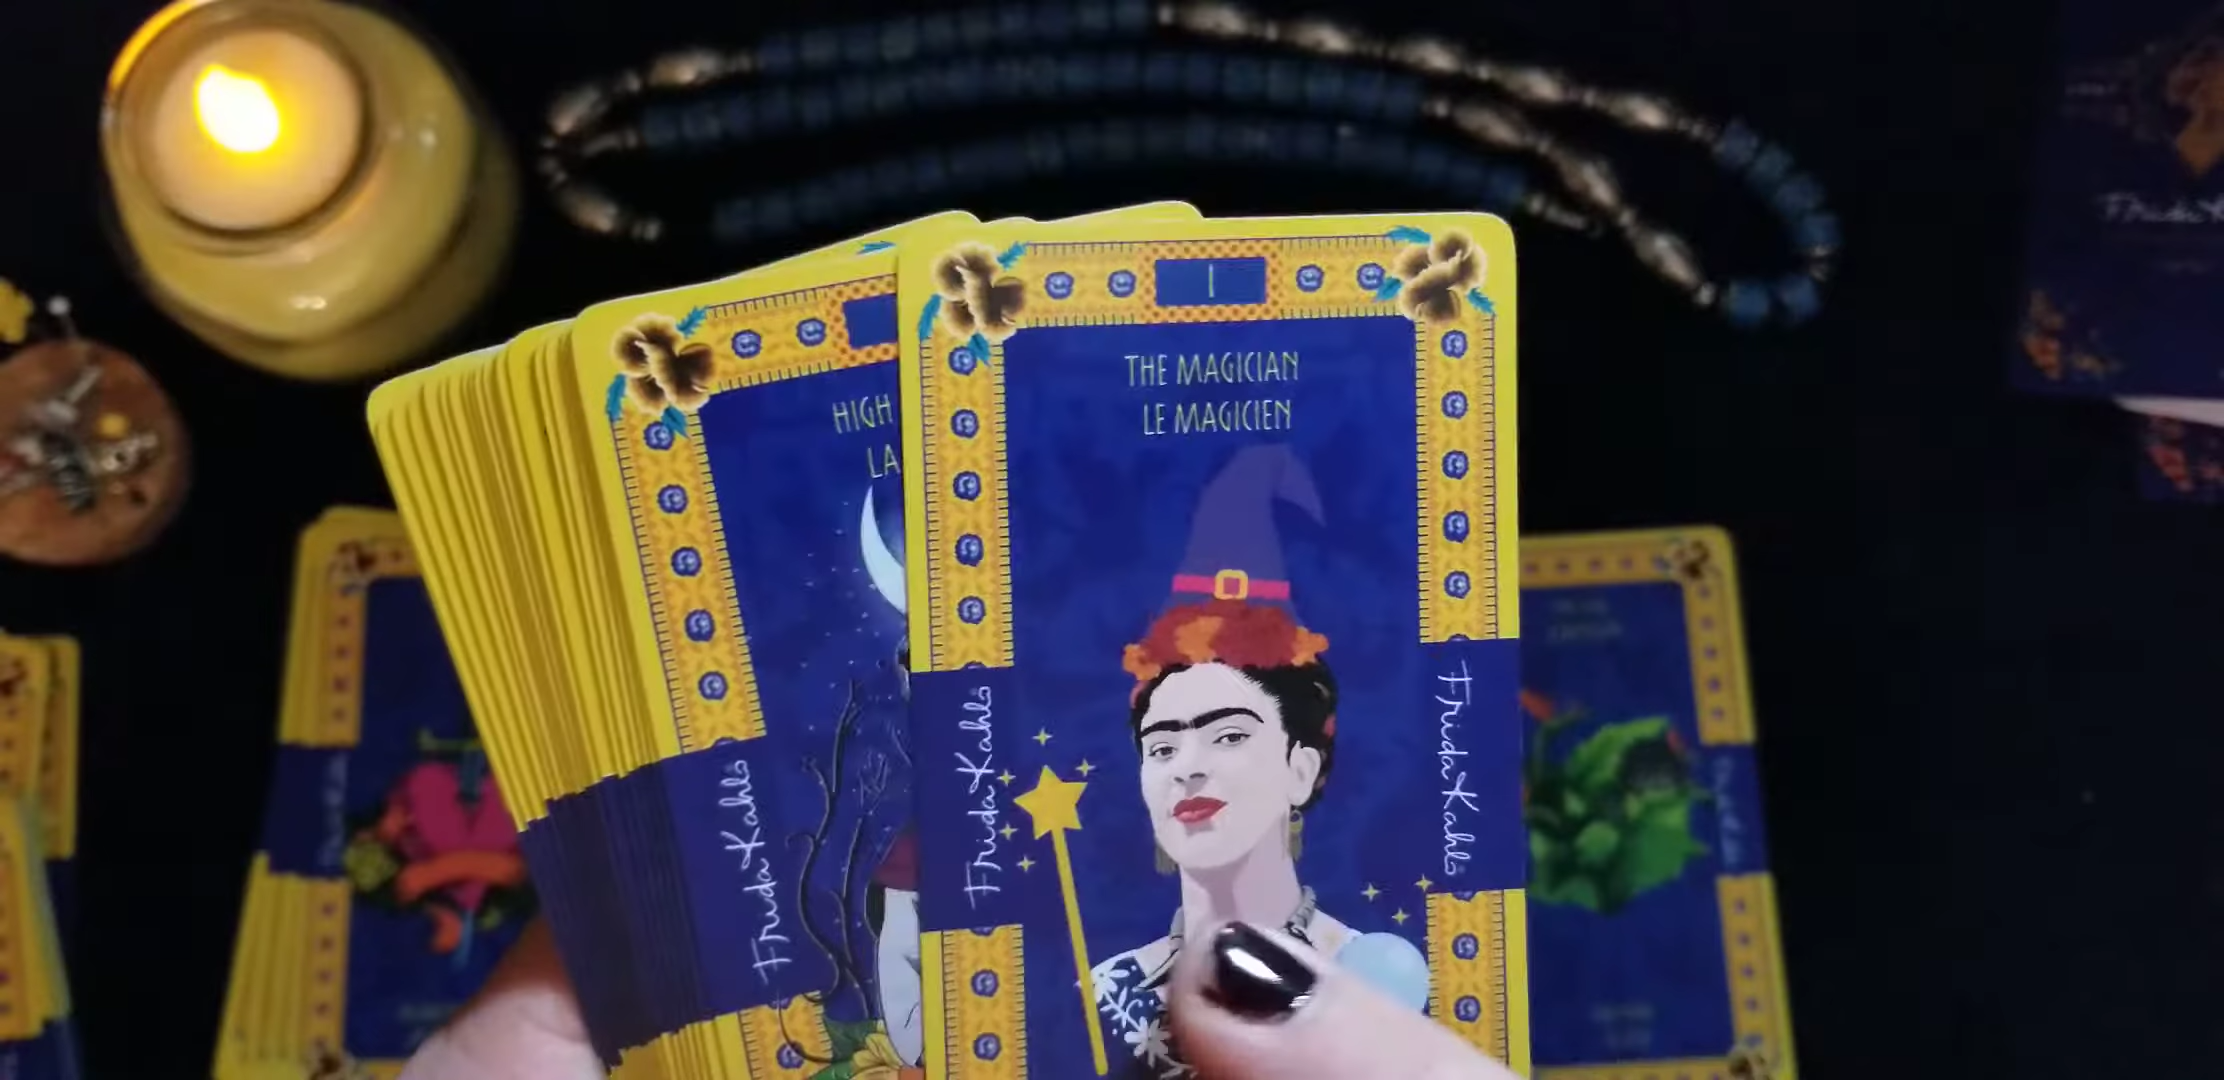 I
THE MAGICIAN
LE MAGICIEN
HIGH
LA
Frida Kahlo
Frida Kahlo
Frida Kahlo